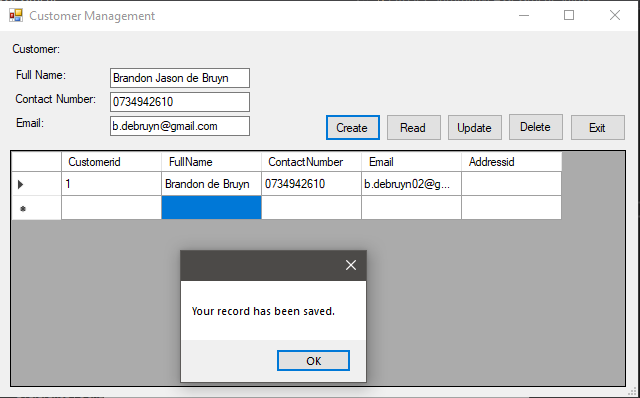 Customer Management
Customer:
Full Name: Brandon Jason de Bruyn
Contact Number: 0734942610
Email: b.debruyn@gmail.com
Create Read Update Delete Exit
Customerid FullName ContactNumber Email Addressid
1 Brandon de Bruyn 0734942610 b.debruyn02@g...
Your record has been saved.
OK